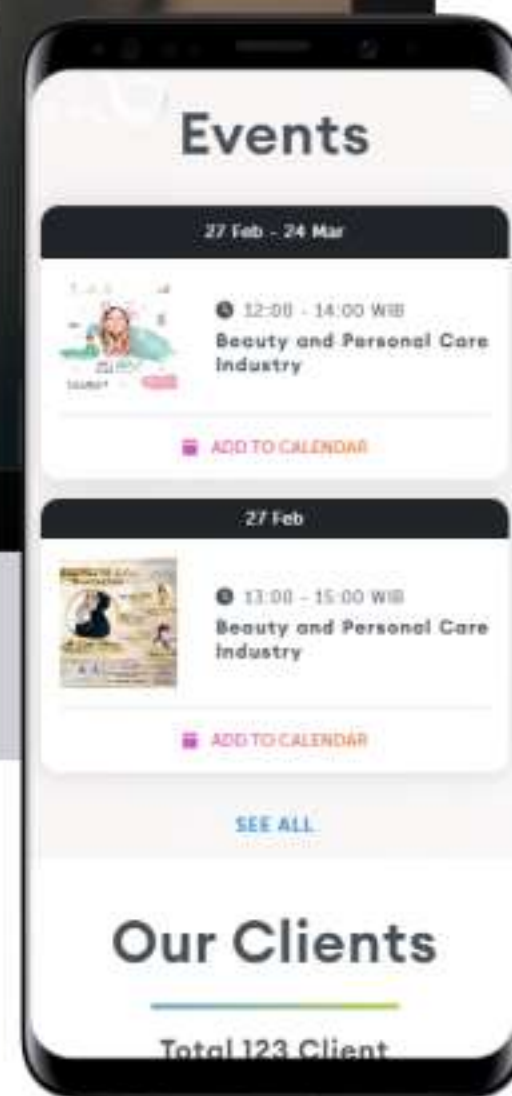 Events
27 Feb - 24 Mar
12:00 - 14:00 WIB
Beauty and Personal Care
Industry
ADD TO CALENDAR
27 Feb
13:00 - 15:00 WIB
Beauty and Personal Care
Industry
ADD TO CALENDAR
SEE ALL
Our Clients
Total 123 Client